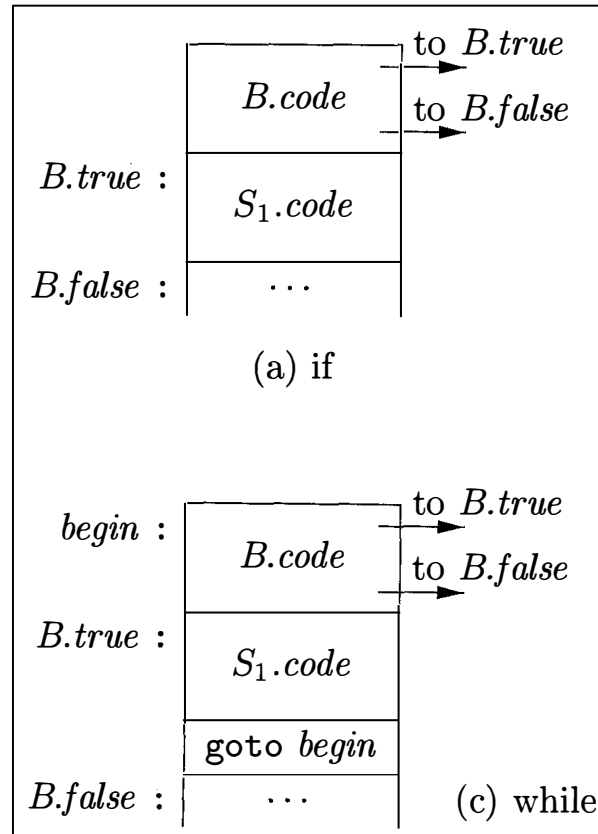 to B.true
B.code
to B.false
B.true :
S₁.code
B.false : ...
(a) if
to B.true
begin :
B.code
to B.false
B.true :
S₁.code
goto begin
B.false : ... (c) while